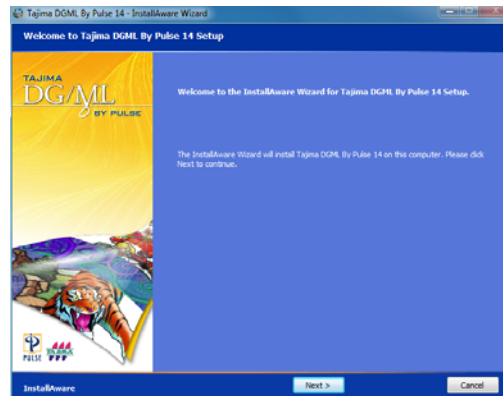 Tajima DGML By Pulse 14 - InstallAware Wizard
Welcome to Tajima DGML By Pulse 14 Setup
TAJIMA
DG/ML
BY PULSE
Welcome to the InstallAware Wizard for Tajima DGML By Pulse 14 Setup.
The InstallAware Wizard will install Tajima DGML By Pulse 14 on this computer. Please click
Next to continue.
PULSE
TAJIMA
InstallAware
Next >
Cancel